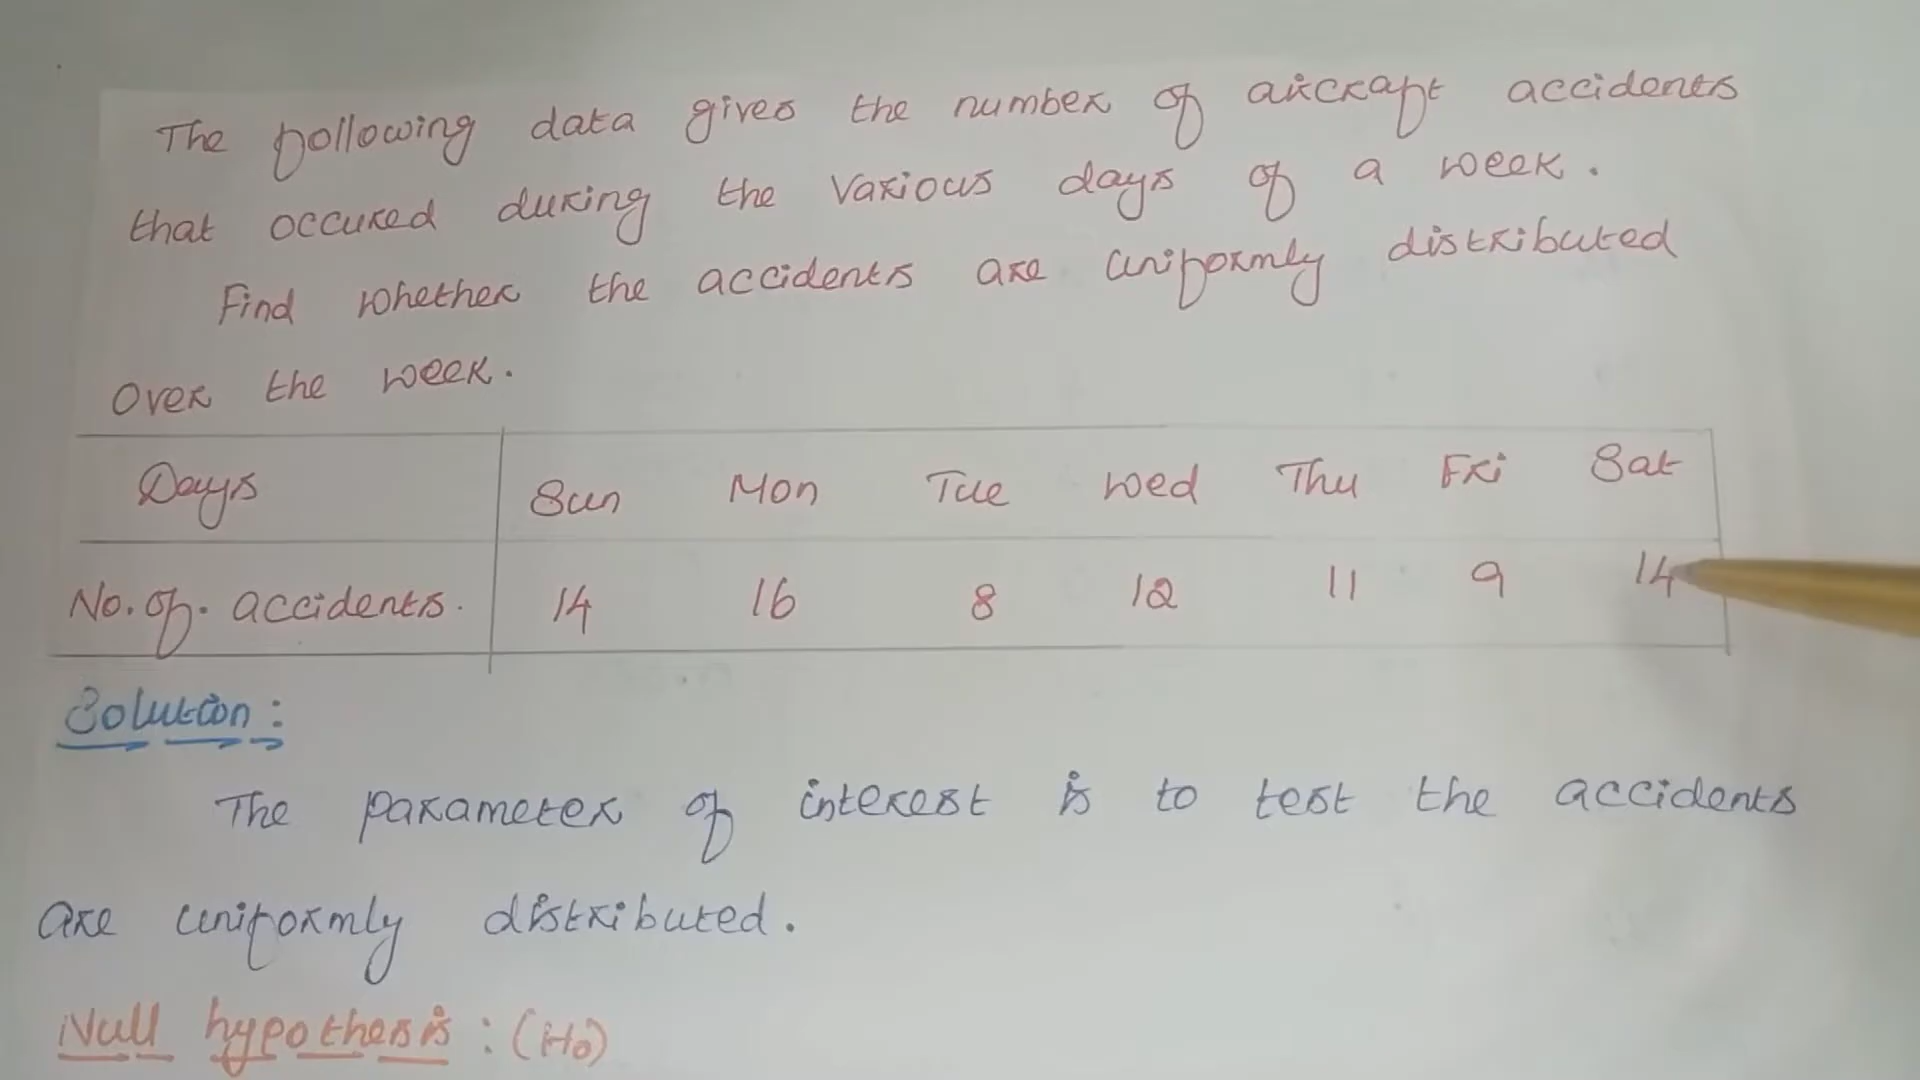 The following data gives the number of aircraft accidents
that occured during the various days of a week.
Find whether the accidents are uniformly distributed
over the week.
Days Sun Mon Tue Wed Thu Fri Sat
No. of. accidents. 14 16 8 12 11 9 14
Solution:
The parameter of interest is to test the accidents
are uniformly distributed.
Null hypothesis: (H0)